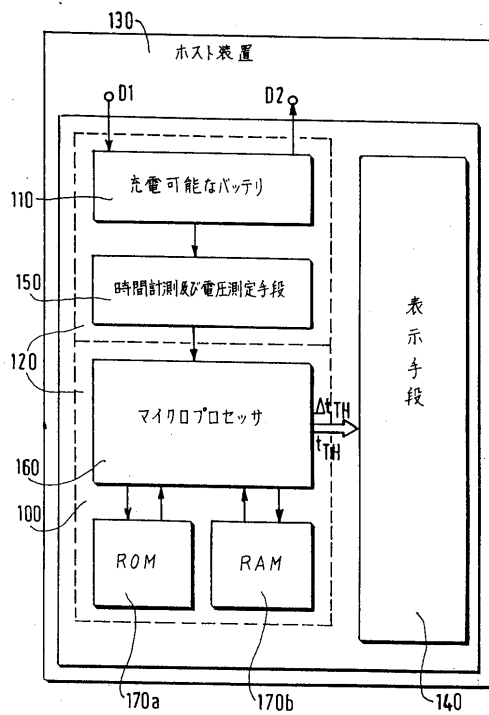 130
ホスト装置
D1
D2
110
充電可能なバッテリ
150
時間計測及び電圧測定手段
120
マイクロプロセッサ
ΔtTH
tTH
表示手段
160
100
ROM
RAM
170a
170b
140